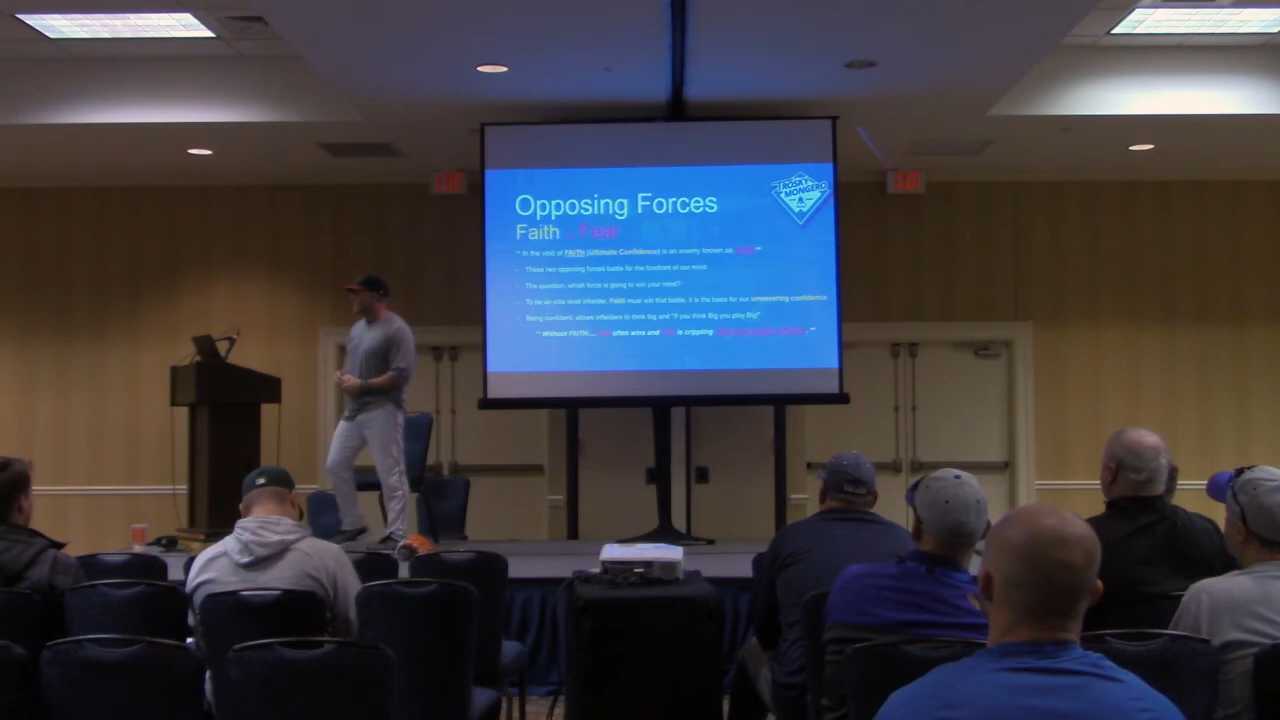 EXIT
EXIT
TROSKY
MONGERO
Opposing Forces
Faith ... Fear
"" In the void of FAITH (Ultimate Confidence) is an enemy known as ""
- These two opposing forces battle for the forefront of our mind.
- The question, which force is going to win your mind?
- To be an elite level infielder, Faith must win that battle, it is the basis for our unwavering confidence.
- Being confident, allows infielders to think big and "if you think Big you play Big!"
"" Without FAITH.... often wins and is crippling ""